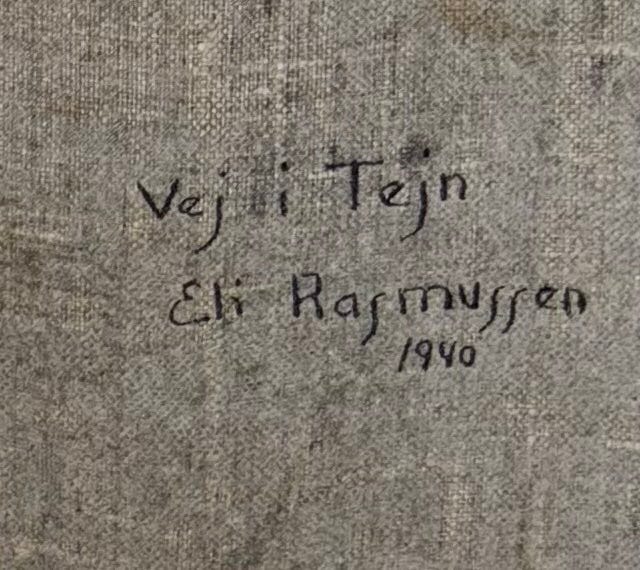 Vej i Tejn
Eli Rasmussen
1940